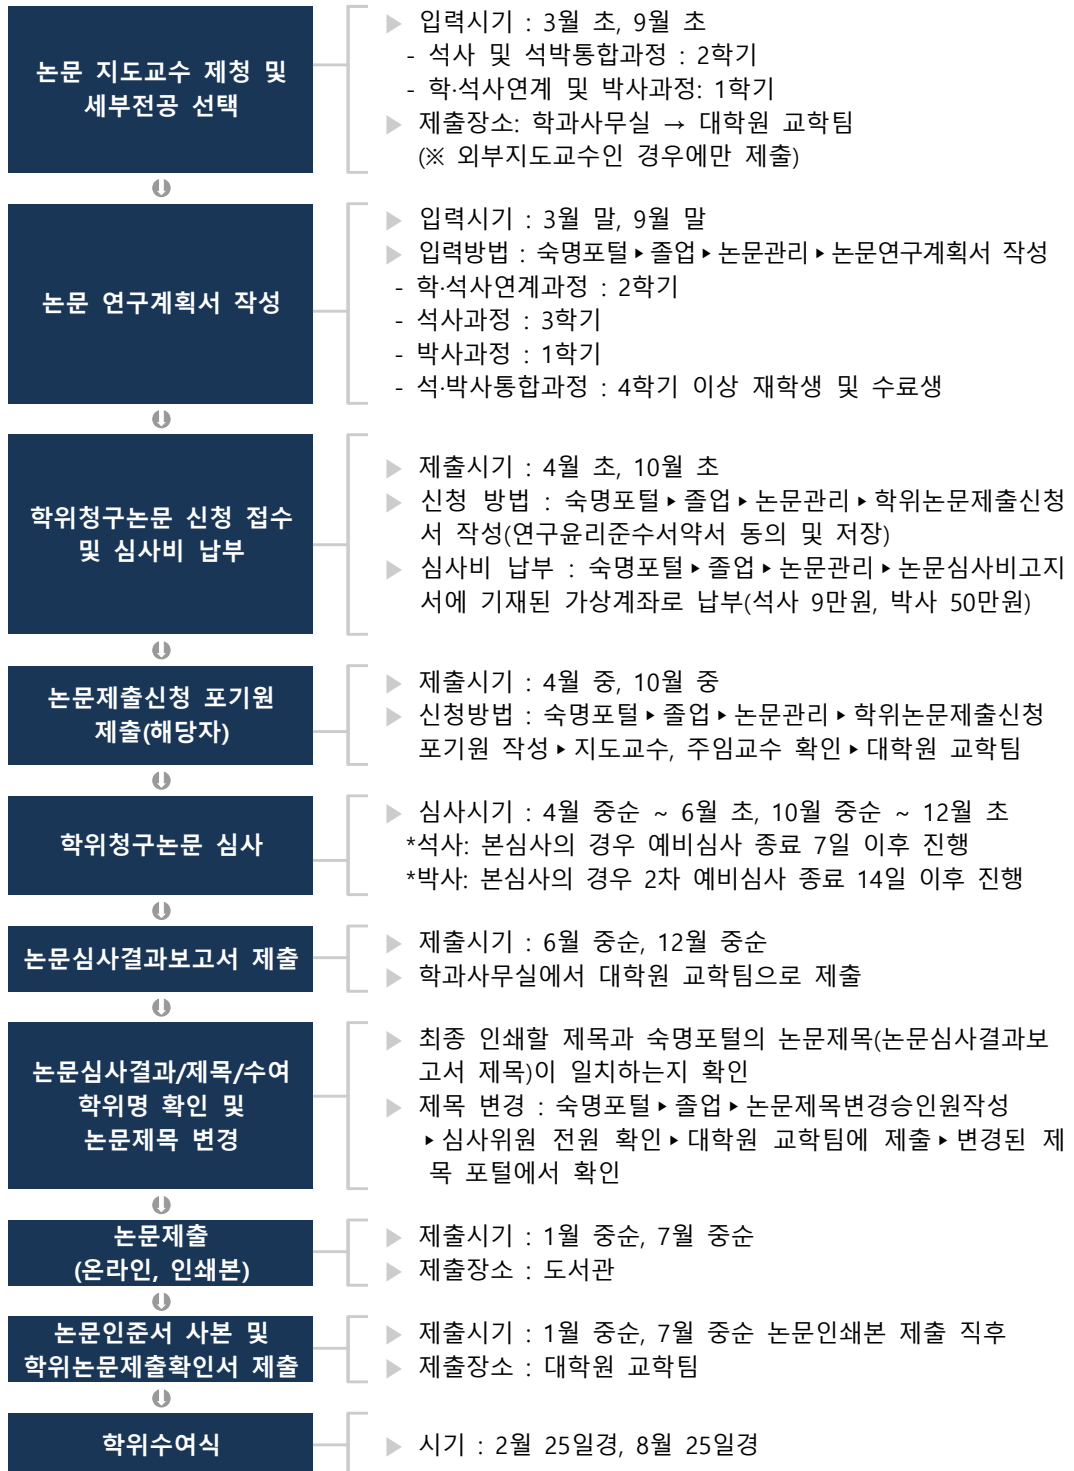 논문 지도교수 제청 및
세부전공 선택
▶ 입력시기 : 3월 초, 9월 초
- 석사 및 석박통합과정 : 2학기
- 학·석사연계 및 박사과정: 1학기
▶ 제출장소: 학과사무실 → 대학원 교학팀
(※ 외부지도교수인 경우에만 제출)
논문 연구계획서 작성
▶ 입력시기 : 3월 말, 9월 말
▶ 입력방법 : 숙명포털▸졸업▸논문관리▸논문연구계획서 작성
- 학·석사연계과정 : 2학기
- 석사과정 : 3학기
- 박사과정 : 1학기
- 석·박사통합과정 : 4학기 이상 재학생 및 수료생
학위청구논문 신청 접수
및 심사비 납부
▶ 제출시기 : 4월 초, 10월 초
▶ 신청 방법 : 숙명포털▸졸업▸논문관리▸학위논문제출신청
서 작성(연구윤리준수서약서 동의 및 저장)
▶ 심사비 납부 : 숙명포털▸졸업▸논문관리▸논문심사비고지
서에 기재된 가상계좌로 납부(석사 9만원, 박사 50만원)
논문제출신청 포기원
제출(해당자)
▶ 제출시기 : 4월 중, 10월 중
▶ 신청방법 : 숙명포털▸졸업▸논문관리▸학위논문제출신청
포기원 작성▸지도교수, 주임교수 확인▸대학원 교학팀
학위청구논문 심사
▶ 심사시기 : 4월 중순 ~ 6월 초, 10월 중순 ~ 12월 초
*석사: 본심사의 경우 예비심사 종료 7일 이후 진행
*박사: 본심사의 경우 2차 예비심사 종료 14일 이후 진행
논문심사결과보고서 제출
▶ 제출시기 : 6월 중순, 12월 중순
▶ 학과사무실에서 대학원 교학팀으로 제출
논문심사결과/제목/수여
학위명 확인 및
논문제목 변경
▶ 최종 인쇄할 제목과 숙명포털의 논문제목(논문심사결과보
고서 제목)이 일치하는지 확인
▶ 제목 변경 : 숙명포털▸졸업▸논문제목변경승인원작성
▸심사위원 전원 확인▸대학원 교학팀에 제출▸변경된 제
목 포털에서 확인
논문제출
(온라인, 인쇄본)
▶ 제출시기 : 1월 중순, 7월 중순
▶ 제출장소 : 도서관
논문인준서 사본 및
학위논문제출확인서 제출
▶ 제출시기 : 1월 중순, 7월 중순 논문인쇄본 제출 직후
▶ 제출장소 : 대학원 교학팀
학위수여식
▶ 시기 : 2월 25일경, 8월 25일경